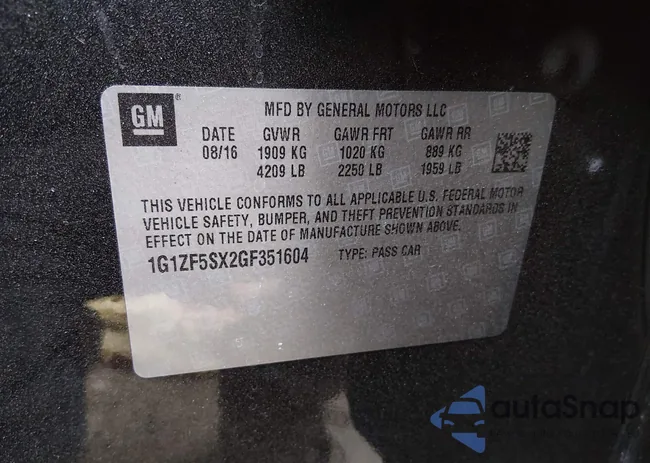 GM ®
MFD BY GENERAL MOTORS LLC
DATE GVWR GAWR FRT GAWR RR
08/16 1909 KG 1020 KG 889 KG
4209 LB 2250 LB 1959 LB
THIS VEHICLE CONFORMS TO ALL APPLICABLE U.S. FEDERAL MOTOR
VEHICLE SAFETY, BUMPER, AND THEFT PREVENTION STANDARDS IN
EFFECT ON THE DATE OF MANUFACTURE SHOWN ABOVE.
1G1ZF5SX2GF351604 TYPE: PASS CAR
autoSnap